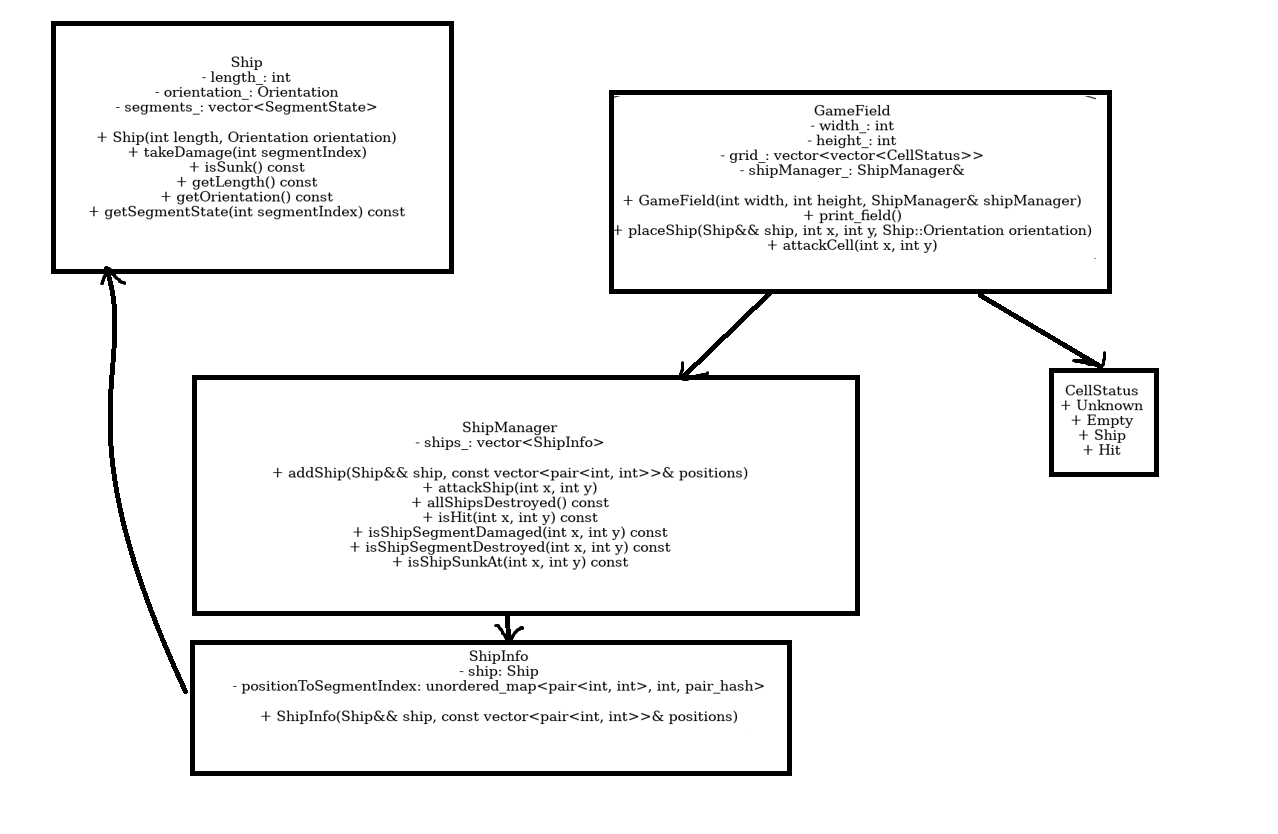 Ship
- length_: int
- orientation_: Orientation
- segments_: vector<SegmentState>
+ Ship(int length, Orientation orientation)
+ takeDamage(int segmentIndex)
+ isSunk() const
+ getLength() const
+ getOrientation() const
+ getSegmentState(int segmentIndex) const
GameField
- width_: int
- height_: int
- grid_: vector<vector<CellStatus>>
- shipManager_: ShipManager&
+ GameField(int width, int height, ShipManager& shipManager)
+ print_field()
+ placeShip(Ship&& ship, int x, int y, Ship::Orientation orientation)
+ attackCell(int x, int y)
CellStatus
+ Unknown
+ Empty
+ Ship
+ Hit
ShipManager
- ships_: vector<ShipInfo>
+ addShip(Ship&& ship, const vector<pair<int, int>>& positions)
+ attackShip(int x, int y)
+ allShipsDestroyed() const
+ isHit(int x, int y) const
+ isShipSegmentDamaged(int x, int y) const
+ isShipSegmentDestroyed(int x, int y) const
+ isShipSunkAt(int x, int y) const
ShipInfo
- ship: Ship
- positionToSegmentIndex: unordered_map<pair<int, int>, int, pair_hash>
+ ShipInfo(Ship&& ship, const vector<pair<int, int>>& positions)